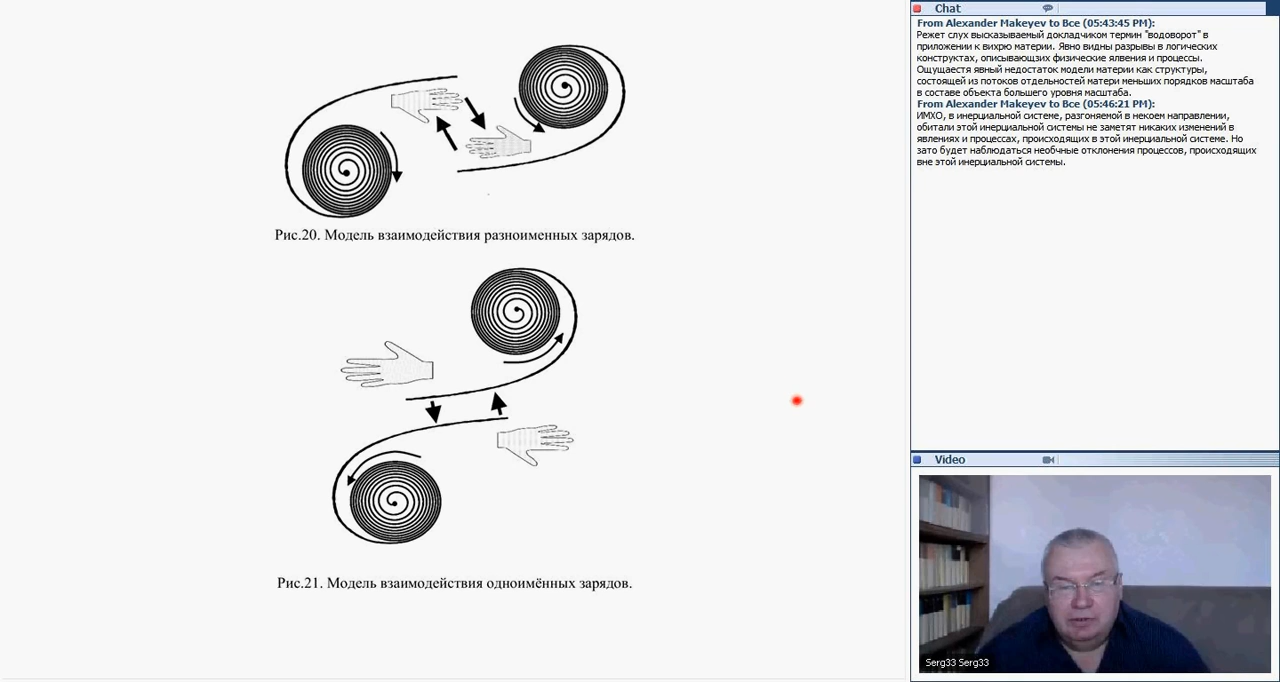 Рис.20. Модель взаимодействия разноименных зарядов.
Рис.21. Модель взаимодействия одноимённых зарядов.
Chat
From Alexander Makeyev to Все (05:43:45 PM):
Режет слух высказываемый докладчиком термин "водоворот" в
приложении к вихрю материи. Явно видны разрывы в логических
конструктах, описывающзих физические ялвения и процессы.
Ощущаестя явный недостаток модели материи как структуры,
состоящей из потоков отдельностей матери меньших порядков масштаба
в составе объекта большего уровня масштаба.
From Alexander Makeyev to Все (05:46:21 PM):
ИМХО, в инерциальной системе, разгоняемой в некоем направлении,
обитали этой инерциальной системы не заметят никаких изменений в
явлениях и процессах, происходящих в этой инерциальной системе. Но
зато будет наблюдаться необчные отклонения процессов, происходящих
вне этой инерциальной системы.
Video
Serg33 Serg33